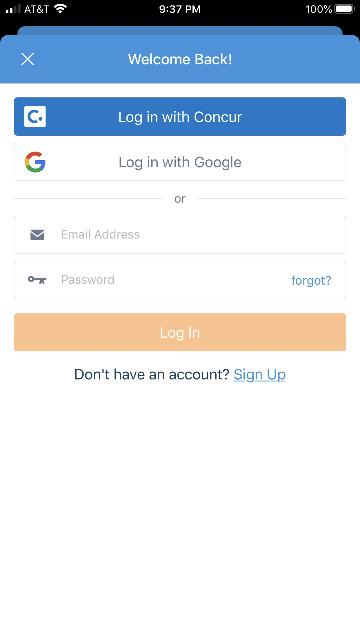 AT&T 9:37 PM 100%
Welcome Back!
C.
Log in with Concur
G
Log in with Google
or
Email Address
Password forgot?
Log In
Don't have an account? Sign Up